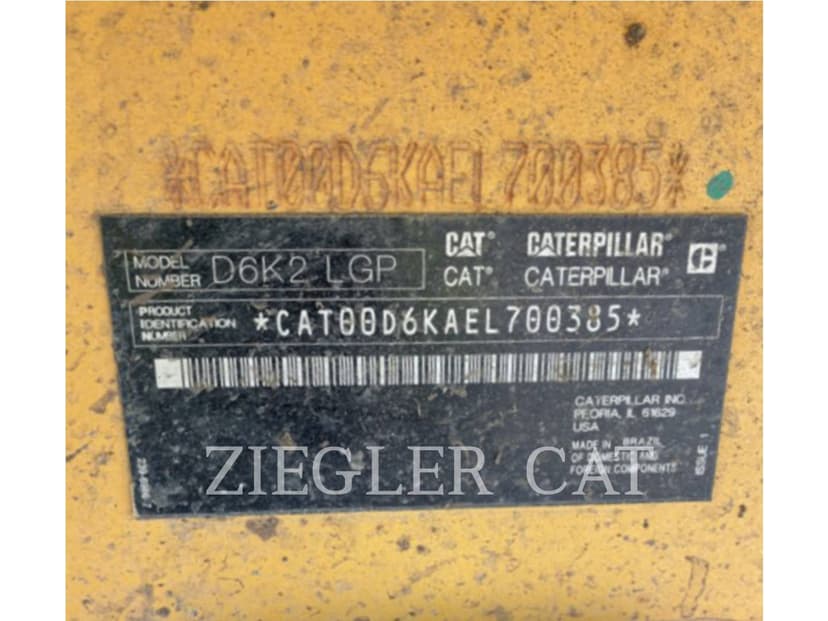 *CAT00D6KAEL700385*
MODEL NUMBER D6K2 LGP
CAT® CATERPILLAR®
CAT® CATERPILLAR®
PRODUCT IDENTIFICATION NUMBER *CAT00D6KAEL700385*
CATERPILLAR INC.
PEORIA, IL 61629
USA
MADE IN BRAZIL
OF DOMESTIC AND
FOREIGN COMPONENTS
ISSUE 1
ZIEGLER CAT